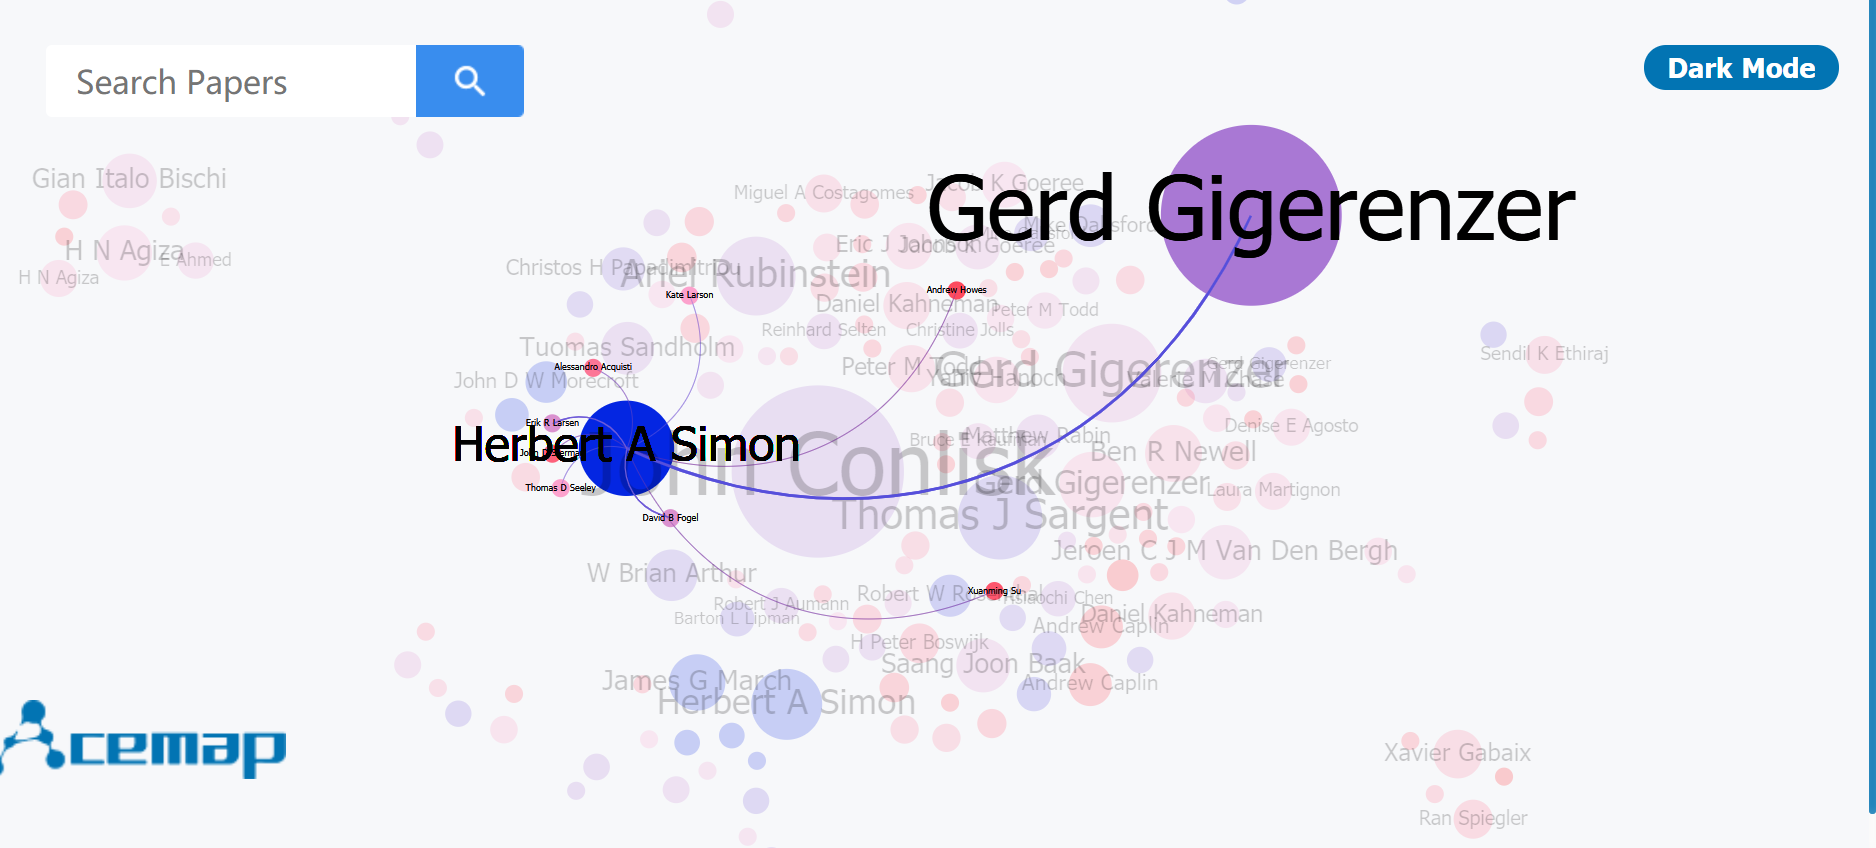 Search Papers
Dark Mode
Gian Italo Bischi
Miguel A Costagomes
Jacob K Goeree
Gerd Gigerenzer
H N Agiza
E Ahmed
H N Agiza
Eric J Johnson
Jacob K Goeree
Christos H Papadimitriou
Ariel Rubinstein
Kate Larson
Andrew Howes
Daniel Kahneman
Peter M Todd
Reinhard Selten
Christine Jolls
Tuomas Sandholm
Sendil K Ethiraj
Alessandro Acquisti
Peter M Todd
Gerd Gigerenzer
Gerd Gigerenzer
Yaniv Hanoch
Valerie M Chase
John D W Morecroft
Erik R Larsen
Denise E Agosto
Herbert A Simon
Bruce E Kaufman
Matthew Rabin
Ben R Newell
John Conlisk
Thomas D Seeley
Gerd Gigerenzer
Laura Martignon
David B Fogel
Thomas J Sargent
Jeroen C J M Van Den Bergh
W Brian Arthur
Robert W
Xuanming Su
Chen
Robert J Aumann
Barton L Lipman
Daniel Kahneman
Andrew Caplin
H Peter Boswijk
Saang Joon Baak
James G March
Andrew Caplin
Herbert A Simon
Acemap
Xavier Gabaix
Ran Spiegler